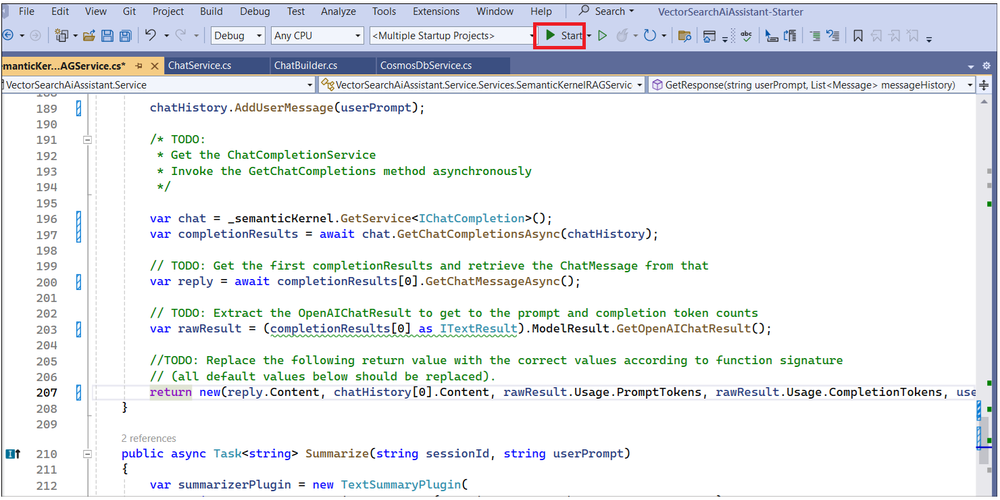 File Edit View Git Project Build Debug Test Analyze Tools Extensions Window Help Search VectorSearchAiAssistant-Starter
Debug Any CPU <Multiple Startup Projects> Start abc
emanticKer...AGService.cs* ChatService.cs ChatBuilder.cs CosmosDbService.cs
VectorSearchAiAssistant.Service VectorSearchAiAssistant.Service.Services.SemanticKernelRAGServic GetResponse(string userPrompt, List<Message> messageHistory)
189 chatHistory.AddUserMessage(userPrompt);
190
191 /* TODO:
192 * Get the ChatCompletionService
193 * Invoke the GetChatCompletions method asynchronously
194 */
195
196 var chat = _semanticKernel.GetService<IChatCompletion>();
197 var completionResults = await chat.GetChatCompletionsAsync(chatHistory);
198
199 // TODO: Get the first completionResults and retrieve the ChatMessage from that
200 var reply = await completionResults[0].GetChatMessageAsync();
201
202 // TODO: Extract the OpenAIChatResult to get to the prompt and completion token counts
203 var rawResult = (completionResults[0] as ITextResult).ModelResult.GetOpenAIChatResult();
204
205 //TODO: Replace the following return value with the correct values according to function signature
206 // (all default values below should be replaced).
207 return new(reply.Content, chatHistory[0].Content, rawResult.Usage.PromptTokens, rawResult.Usage.CompletionTokens, use
208 }
209
2 references
210 public async Task<string> Summarize(string sessionId, string userPrompt)
211 {
212 var summarizerPlugin = new TextSummaryPlugin(